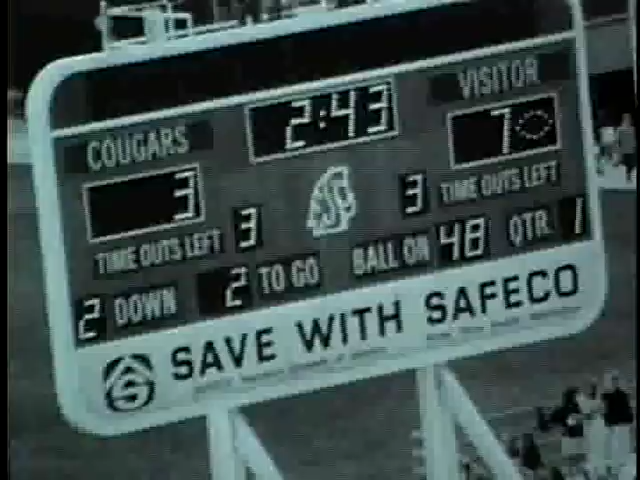 COUGARS 2:43 VISITOR
3 7
TIME OUTS LEFT 3 3 TIME OUTS LEFT
2 DOWN 2 TO GO BALL ON 48 QTR 1
SAVE WITH SAFECO